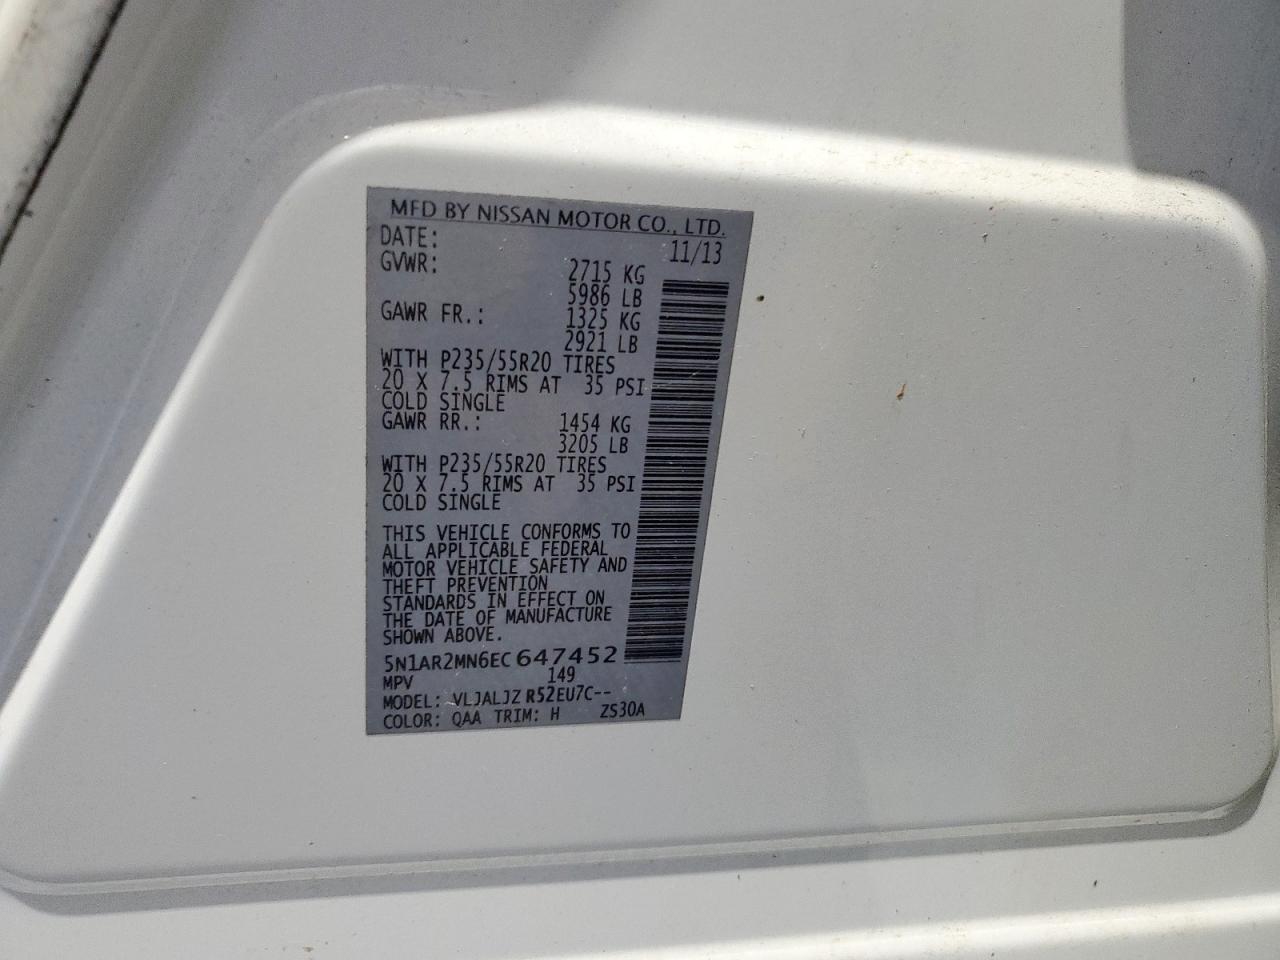 MFD BY NISSAN MOTOR CO., LTD.
DATE: 11/13
GVWR: 2715 KG
5986 LB
GAWR FR.: 1325 KG
2921 LB
WITH P235/55R20 TIRES
20 X 7.5 RIMS AT 35 PSI
COLD SINGLE
GAWR RR.: 1454 KG
3205 LB
WITH P235/55R20 TIRES
20 X 7.5 RIMS AT 35 PSI
COLD SINGLE
THIS VEHICLE CONFORMS TO
ALL APPLICABLE FEDERAL
MOTOR VEHICLE SAFETY AND
THEFT PREVENTION
STANDARDS IN EFFECT ON
THE DATE OF MANUFACTURE
SHOWN ABOVE.
5N1AR2MN6EC 647452
MPV 149
MODEL: VLJALJZ R52EU7C--
COLOR: QAA TRIM: H ZS30A